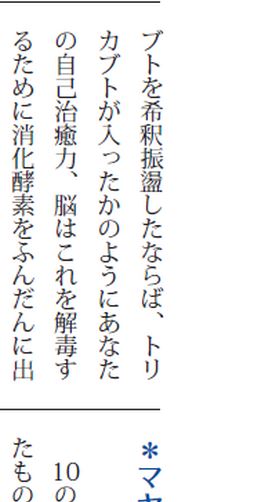 ブトを希釈振盪したならば、トリ
カブトが入ったかのようにあなた
の自己治癒力、脳はこれを解毒す
るために消化酵素をふんだんに出
＊マヤ
10の
たもの